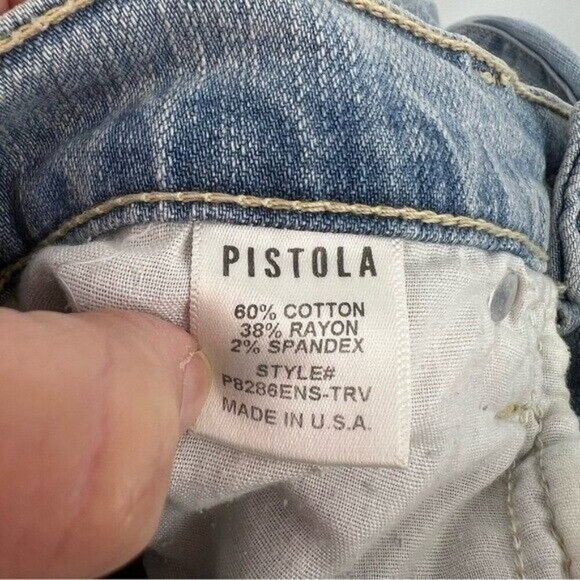 PISTOLA
60% COTTON
38% RAYON
2% SPANDEX
STYLE#
P8286ENS-TRV
MADE IN U.S.A.